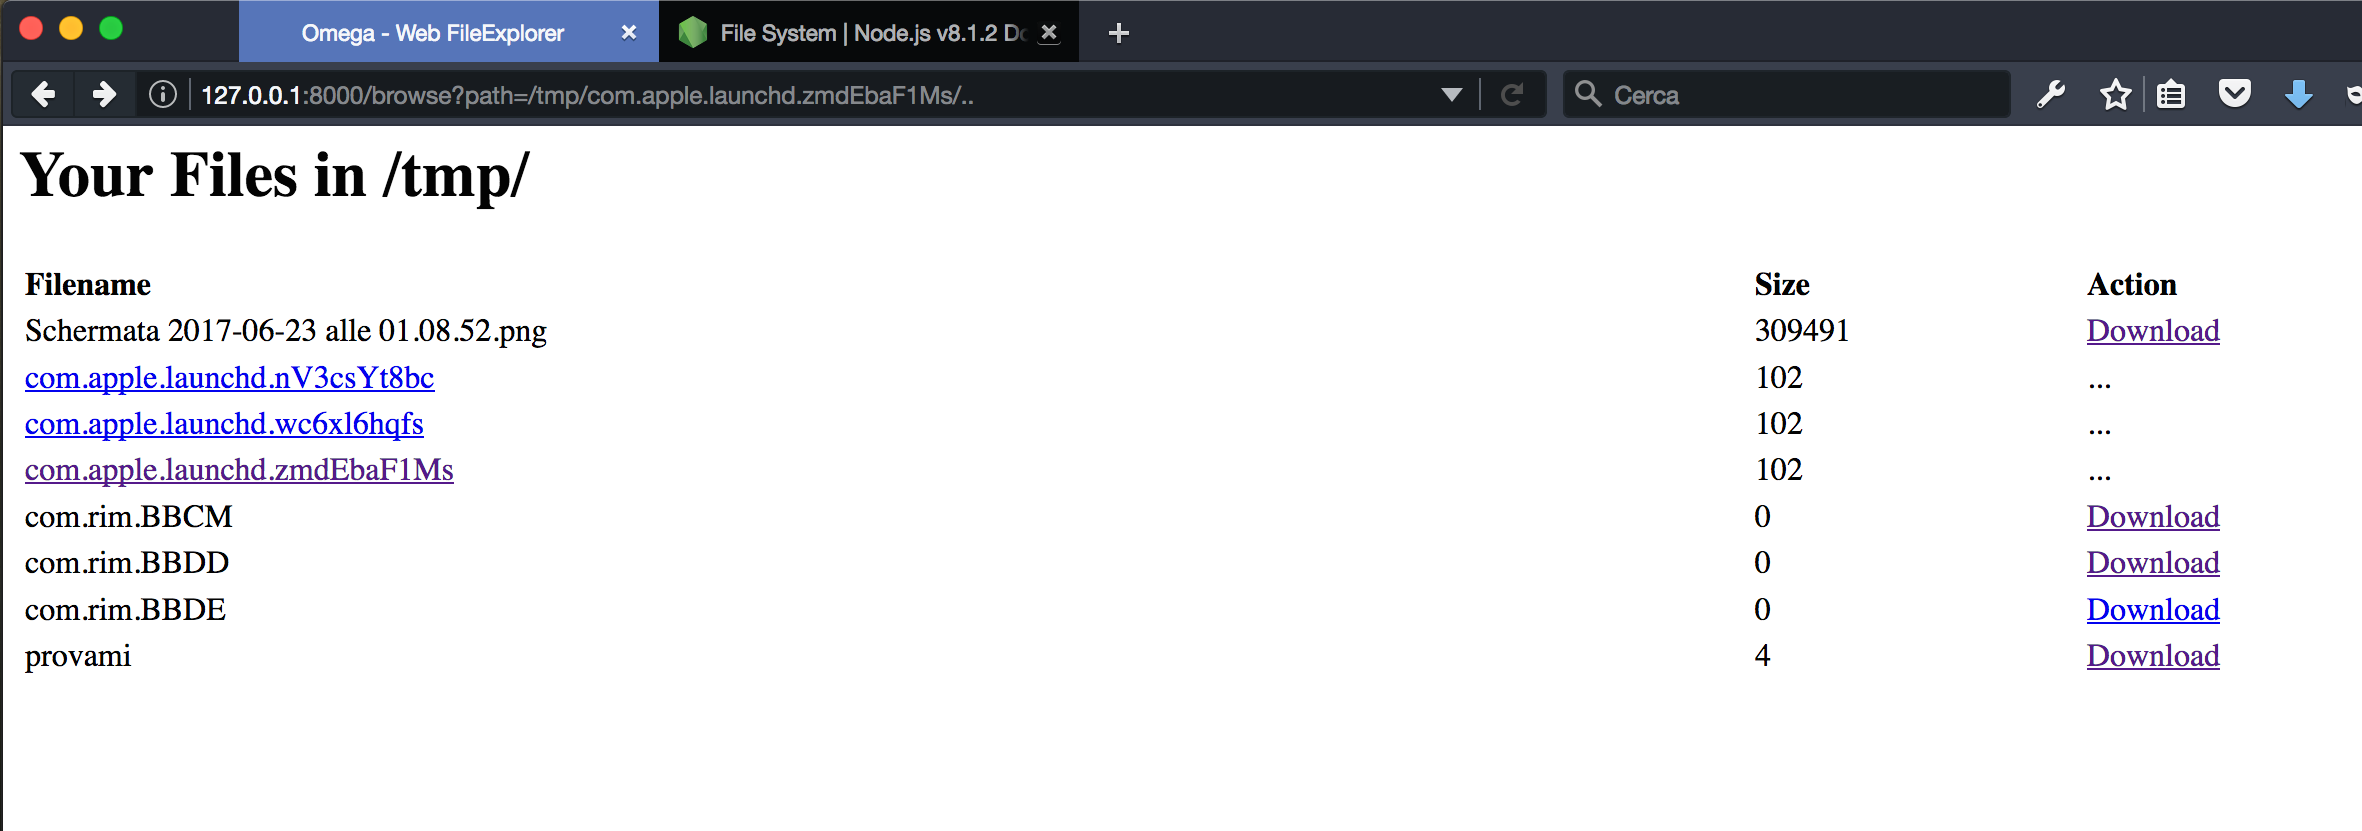 Omega - Web FileExplorer
File System | Node.js v8.1.2 Do
127.0.0.1:8000/browse?path=/tmp/com.apple.launchd.zmdEbaF1Ms/..
Cerca
Your Files in /tmp/
Filename Size Action
Schermata 2017-06-23 alle 01.08.52.png 309491 Download
com.apple.launchd.nV3csYt8bc 102 ...
com.apple.launchd.wc6xl6hqfs 102 ...
com.apple.launchd.zmdEbaF1Ms 102 ...
com.rim.BBCM 0 Download
com.rim.BBDD 0 Download
com.rim.BBDE 0 Download
provami 4 Download